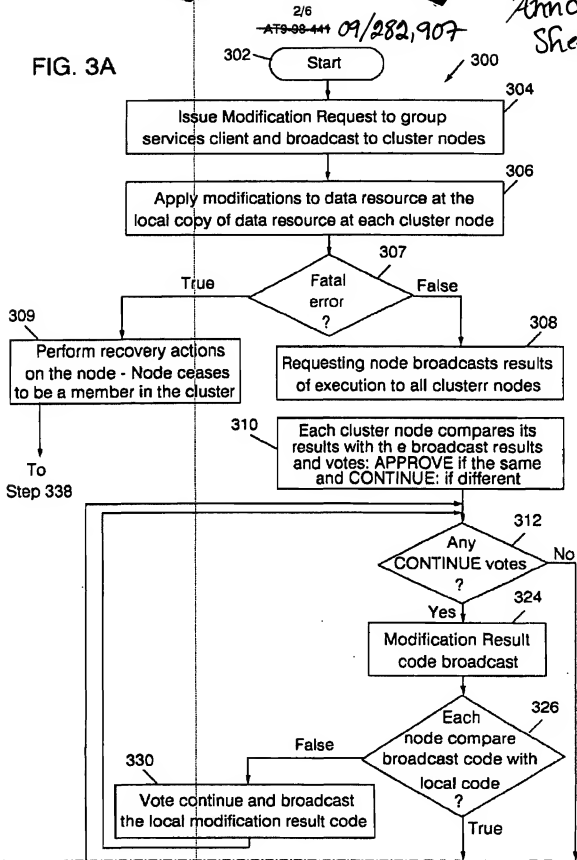 2/6
AT9-98-441 09/282,907
FIG. 3A
302
Start
300
304
Issue Modification Request to group
services client and broadcast to cluster nodes
306
Apply modifications to data resource at the
local copy of data resource at each cluster node
307
True
Fatal
error
?
False
309
Perform recovery actions
on the node - Node ceases
to be a member in the cluster
308
Requesting node broadcasts results
of execution to all clusterr nodes
310
Each cluster node compares its
results with th e broadcast results
and votes: APPROVE if the same
and CONTINUE: if different
To
Step 338
312
Any
CONTINUE votes
?
No
Yes
324
Modification Result
code broadcast
326
Each
node compare
broadcast code with
local code
?
False
330
Vote continue and broadcast
the local modification result code
True